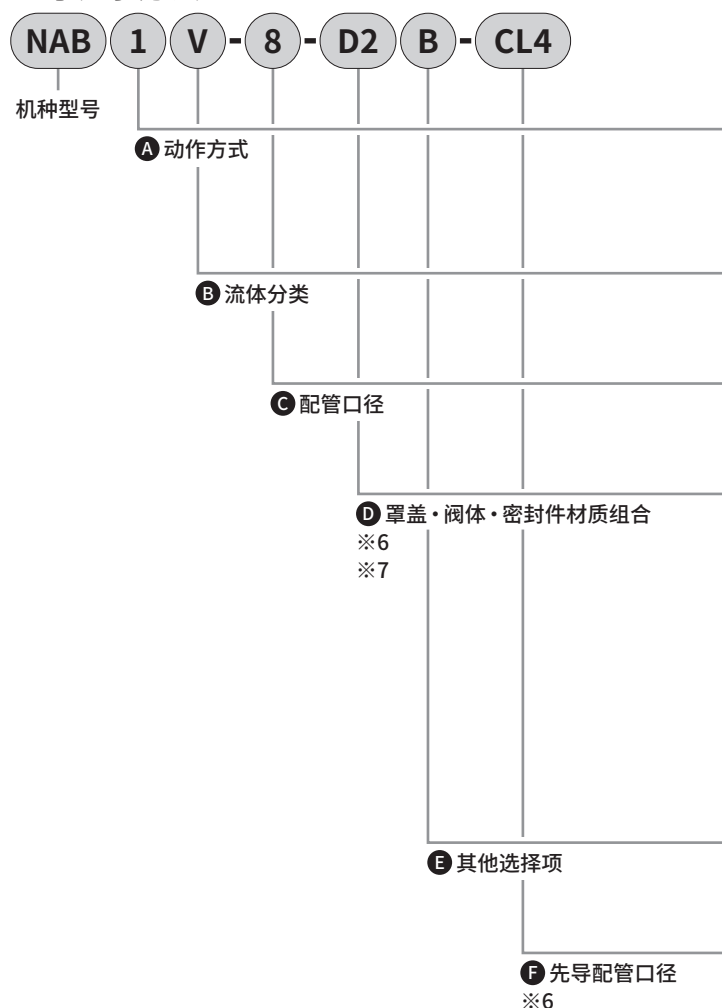 NAB 1 V - 8 - D2 B - CL4
机种型号
A 动作方式
B 流体分类
C 配管口径
D 罩盖・阀体・密封件材质组合
※6
※7
E 其他选择项
F 先导配管口径
※6